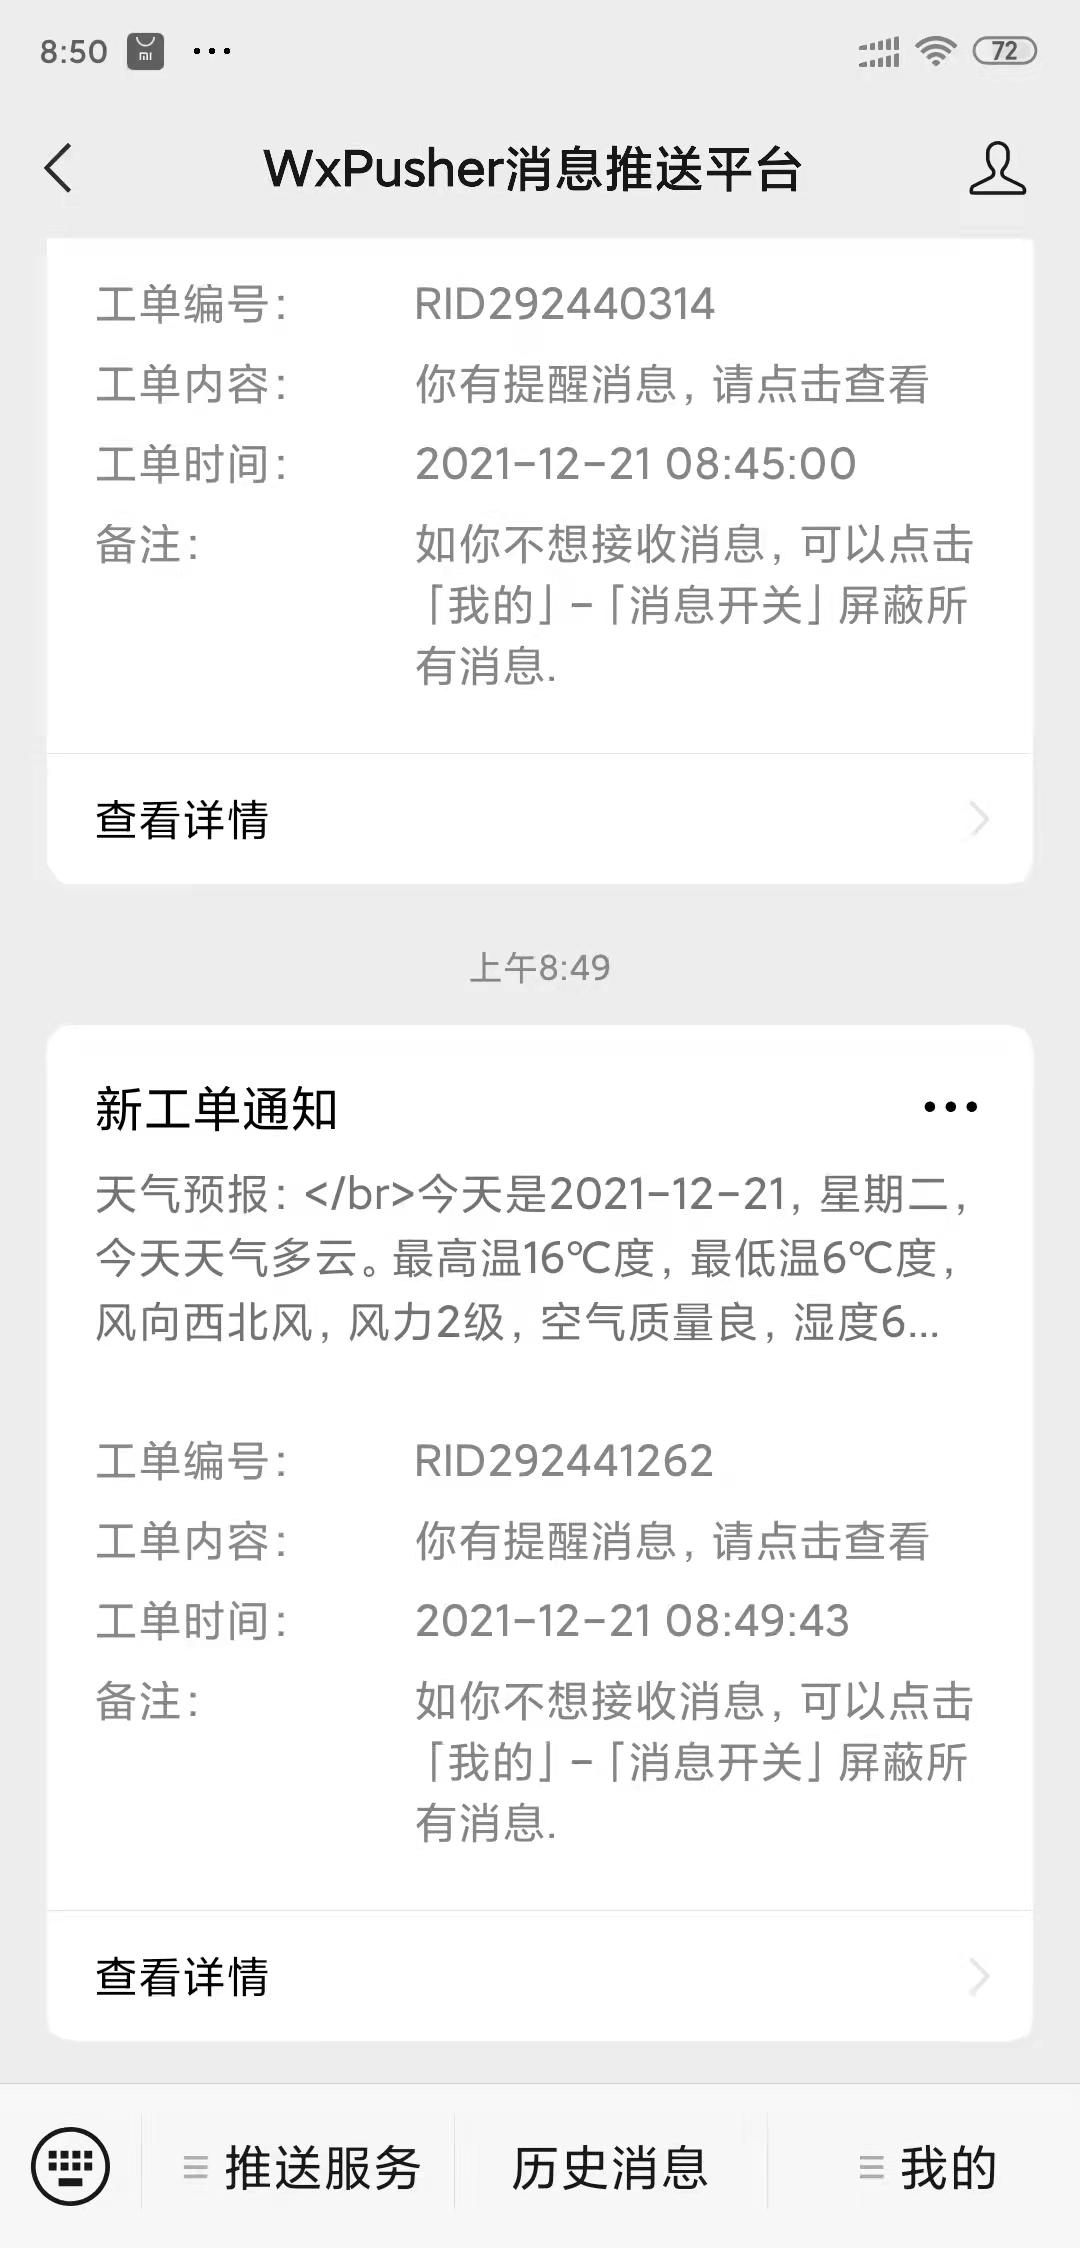 8:50 mi ... 72
WxPusher消息推送平台
工单编号： RID292440314
工单内容： 你有提醒消息，请点击查看
工单时间： 2021-12-21 08:45:00
备注： 如你不想接收消息，可以点击
「我的」-「消息开关」屏蔽所
有消息.
查看详情
上午8:49
新工单通知
天气预报：</br>今天是2021-12-21，星期二，
今天天气多云。最高温16℃度，最低温6℃度，
风向西北风，风力2级，空气质量良，湿度6...
工单编号： RID292441262
工单内容： 你有提醒消息，请点击查看
工单时间： 2021-12-21 08:49:43
备注： 如你不想接收消息，可以点击
「我的」-「消息开关」屏蔽所
有消息.
查看详情
推送服务 历史消息 我的